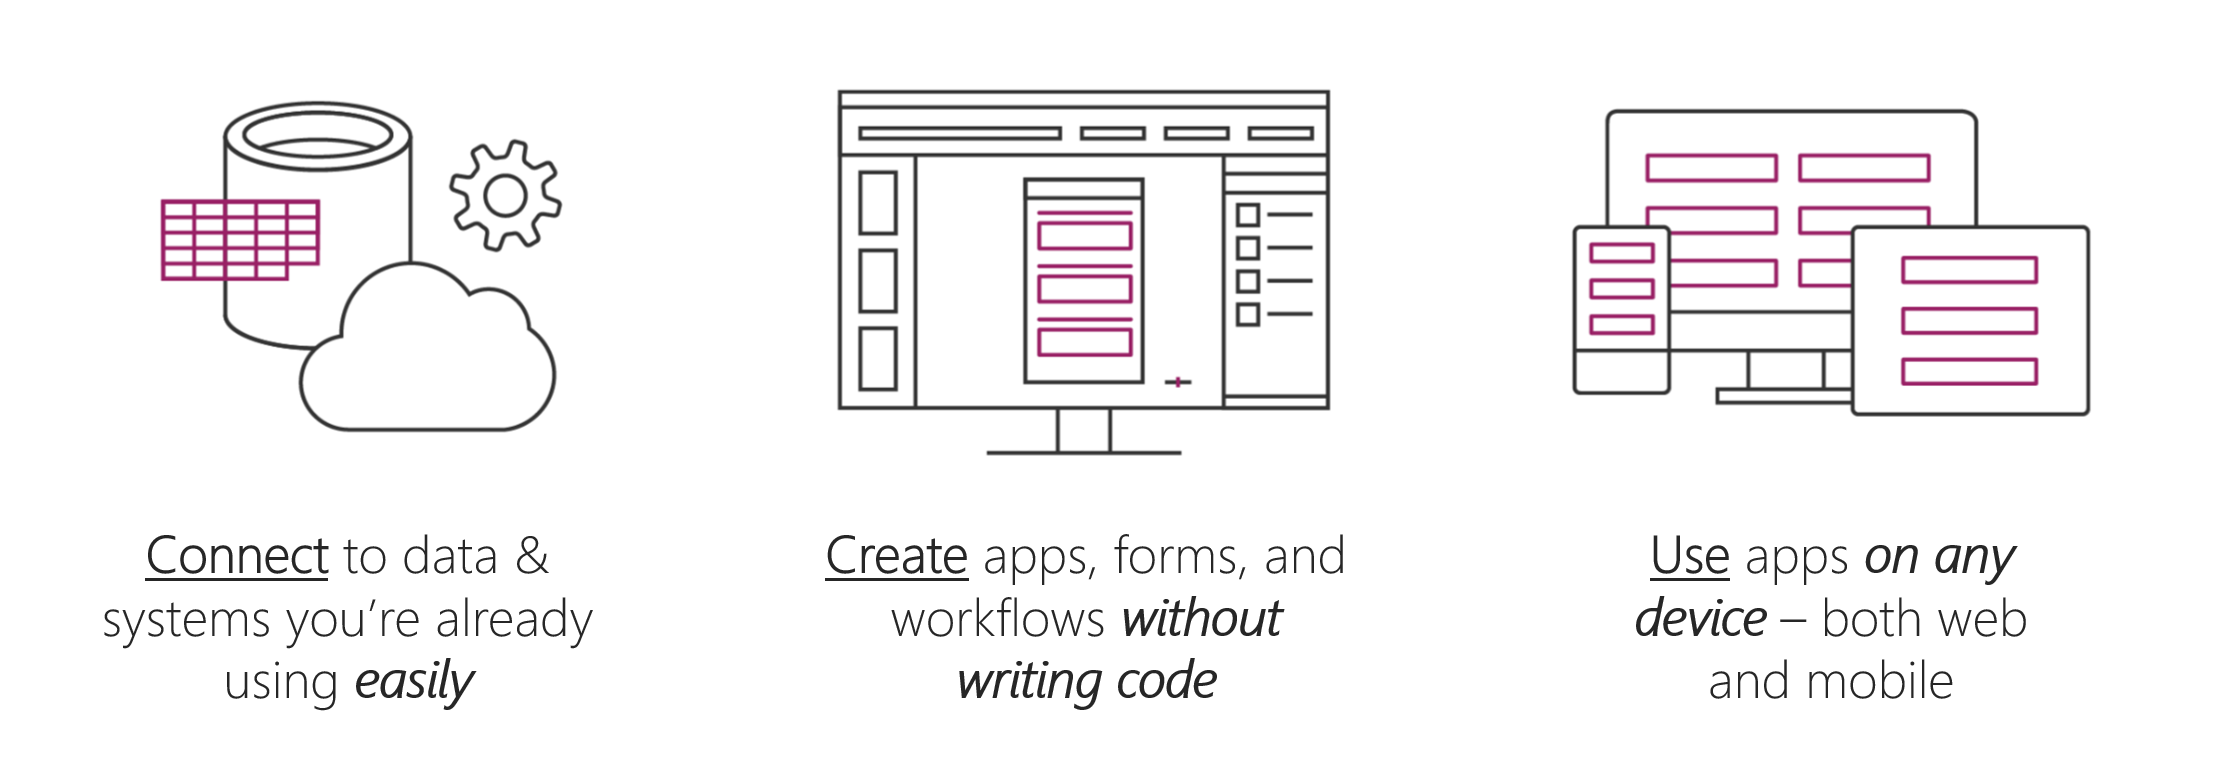 Connect to data &
systems you’re already
using easily
Create apps, forms, and
workflows without
writing code
Use apps on any
device – both web
and mobile